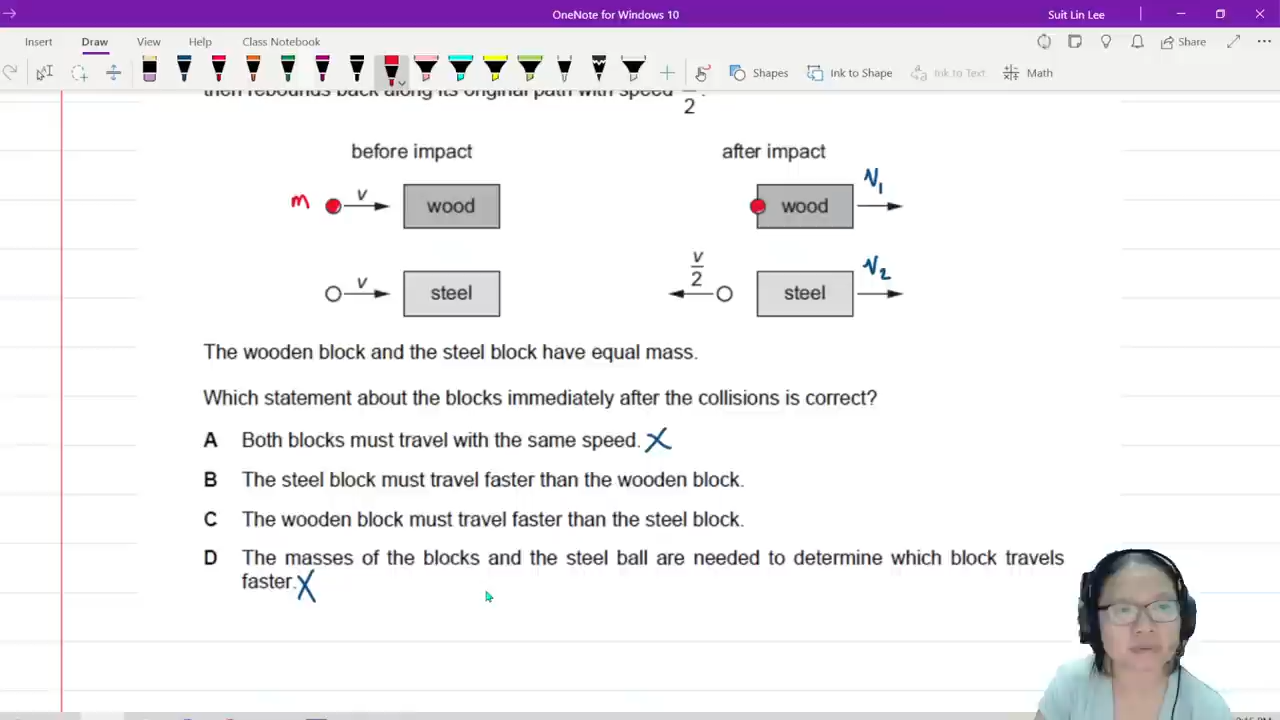 OneNote for Windows 10
Suit Lin Lee
Insert Draw View Help Class Notebook
Share
Shapes Ink to Shape Ink to Text Math
then rebounds back along its original path with speed
2
before impact after impact
m v wood wood V1
v steel v/2 steel V2
The wooden block and the steel block have equal mass.
Which statement about the blocks immediately after the collisions is correct?
A Both blocks must travel with the same speed. X
B The steel block must travel faster than the wooden block.
C The wooden block must travel faster than the steel block.
D The masses of the blocks and the steel ball are needed to determine which block travels
faster. X